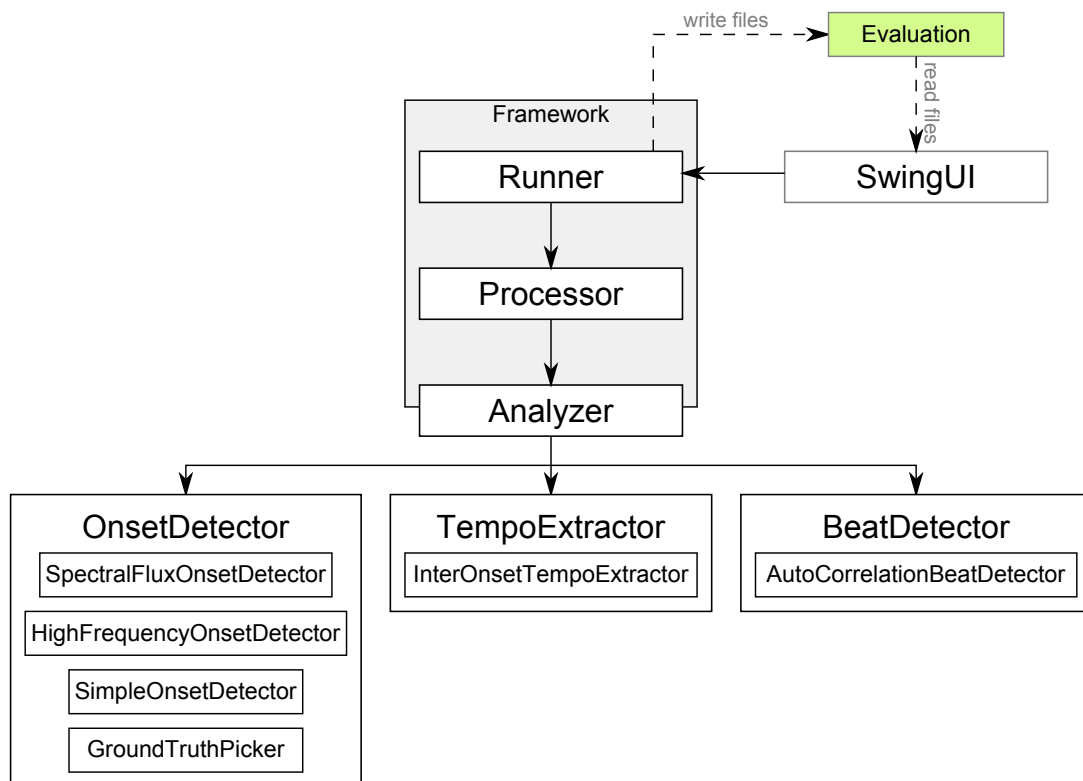 write files
Evaluation
read files
Framework
Runner
SwingUI
Processor
Analyzer
OnsetDetector
SpectralFluxOnsetDetector
HighFrequencyOnsetDetector
SimpleOnsetDetector
GroundTruthPicker
TempoExtractor
InterOnsetTempoExtractor
BeatDetector
AutoCorrelationBeatDetector